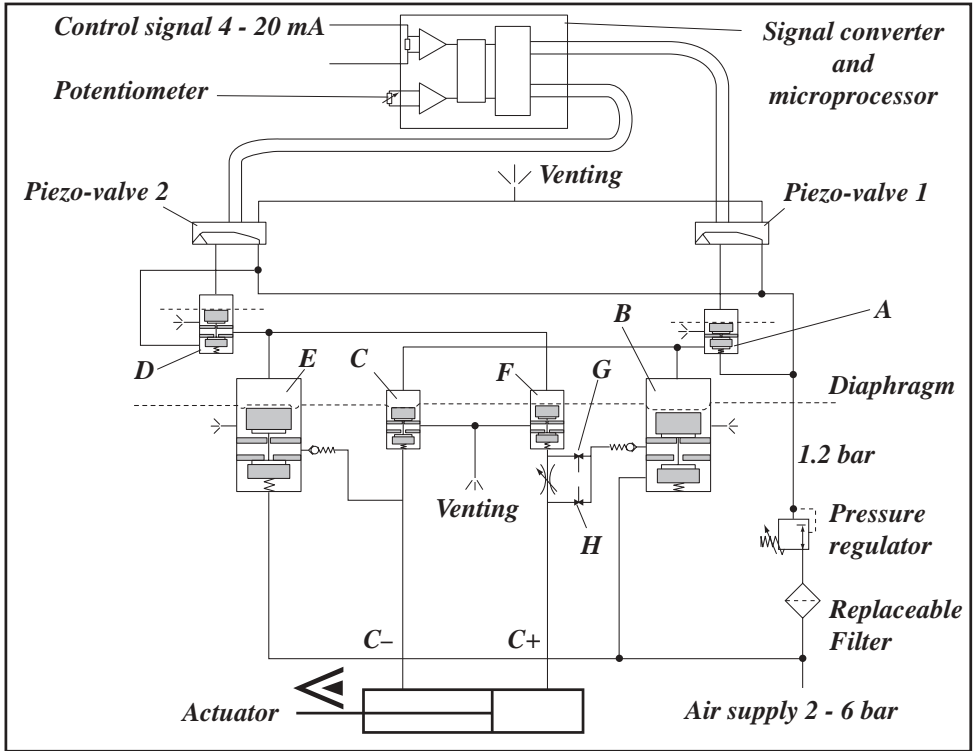 Control signal 4 - 20 mA
Signal converter
and
microprocessor
Potentiometer
Venting
Piezo-valve 2
Piezo-valve 1
B
A
D
E
C
F
G
Diaphragm
1.2 bar
Venting
H
Pressure
regulator
Replaceable
Filter
C–
C+
Actuator
Air supply 2 - 6 bar